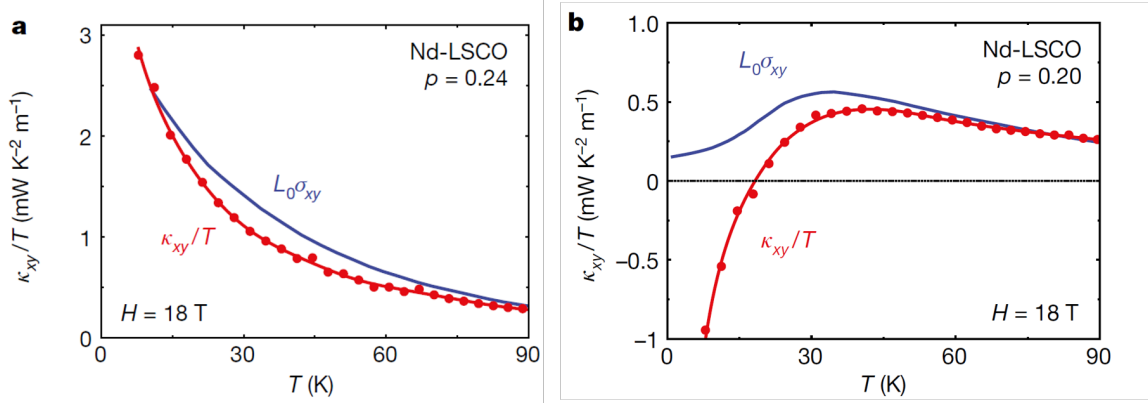 a
Nd-LSCO
p = 0.24
κxy/T (mW K⁻² m⁻¹)
3
2
1
0
L₀σxy
κxy/T
H = 18 T
0
30
60
90
T (K)
b
Nd-LSCO
p = 0.20
κxy/T (mW K⁻² m⁻¹)
1.0
0.5
0
−0.5
−1
L₀σxy
κxy/T
H = 18 T
0
30
60
90
T (K)